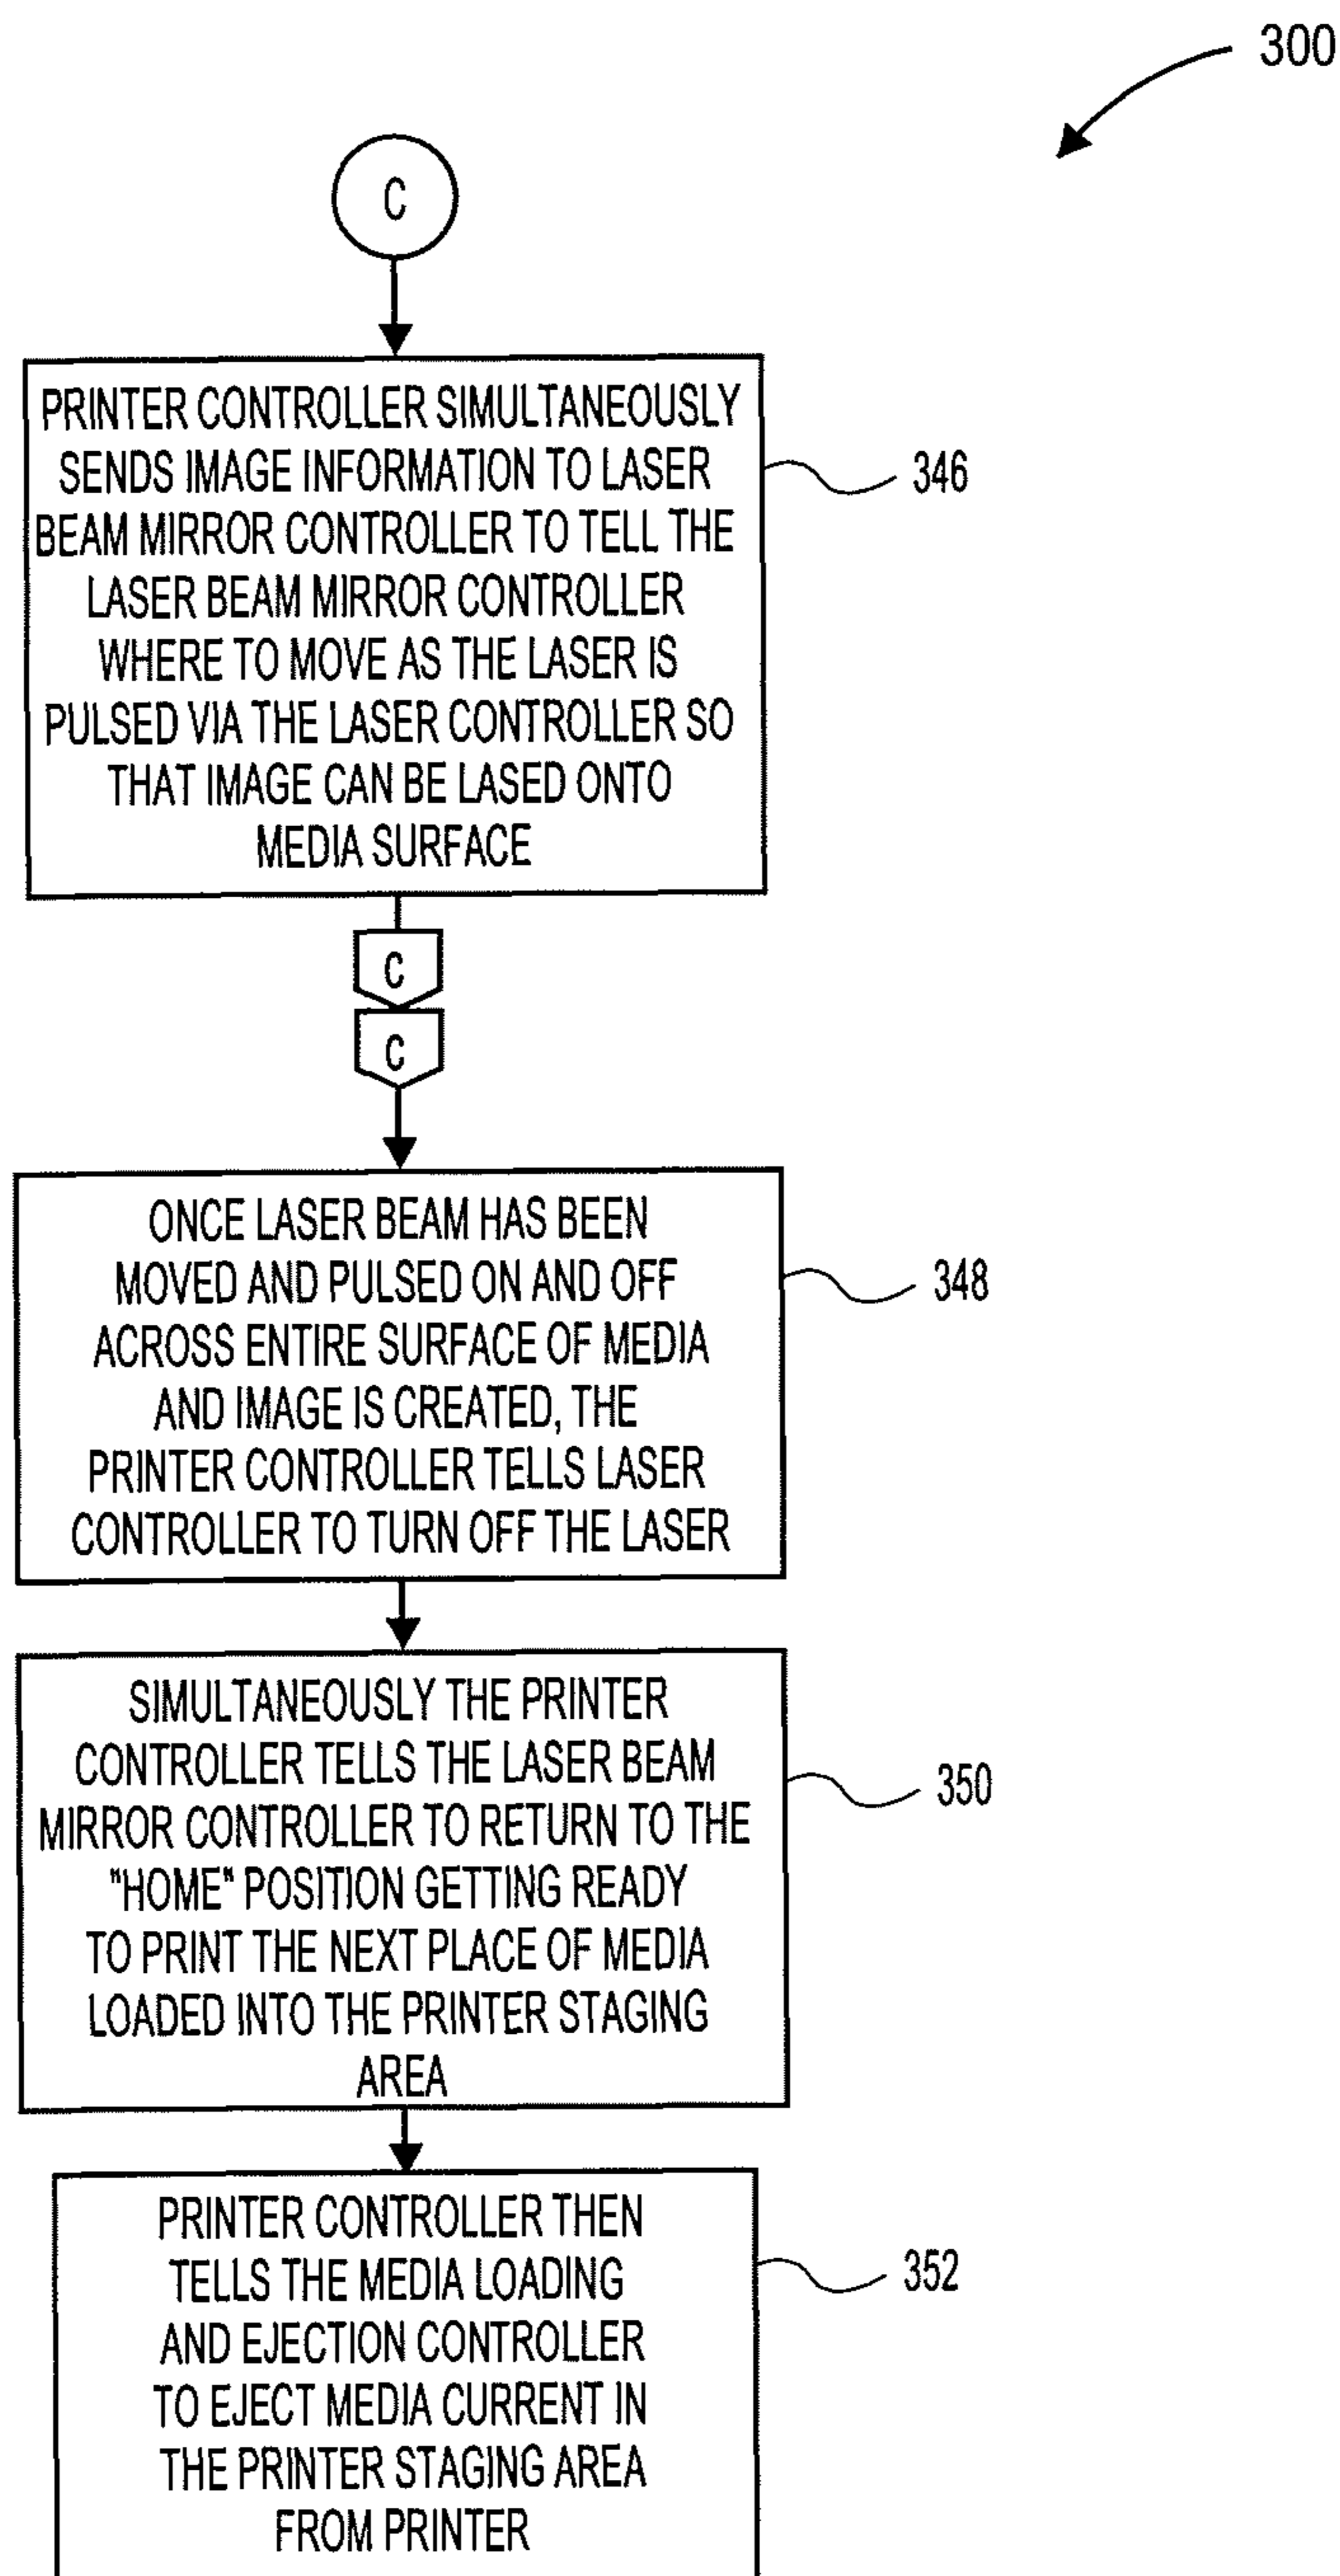 300
C
PRINTER CONTROLLER SIMULTANEOUSLY
SENDS IMAGE INFORMATION TO LASER
BEAM MIRROR CONTROLLER TO TELL THE
LASER BEAM MIRROR CONTROLLER
WHERE TO MOVE AS THE LASER IS
PULSED VIA THE LASER CONTROLLER SO
THAT IMAGE CAN BE LASED ONTO
MEDIA SURFACE
346
C
C
ONCE LASER BEAM HAS BEEN
MOVED AND PULSED ON AND OFF
ACROSS ENTIRE SURFACE OF MEDIA
AND IMAGE IS CREATED, THE
PRINTER CONTROLLER TELLS LASER
CONTROLLER TO TURN OFF THE LASER
348
SIMULTANEOUSLY THE PRINTER
CONTROLLER TELLS THE LASER BEAM
MIRROR CONTROLLER TO RETURN TO THE
"HOME" POSITION GETTING READY
TO PRINT THE NEXT PLACE OF MEDIA
LOADED INTO THE PRINTER STAGING
AREA
350
PRINTER CONTROLLER THEN
TELLS THE MEDIA LOADING
AND EJECTION CONTROLLER
TO EJECT MEDIA CURRENT IN
THE PRINTER STAGING AREA
FROM PRINTER
352